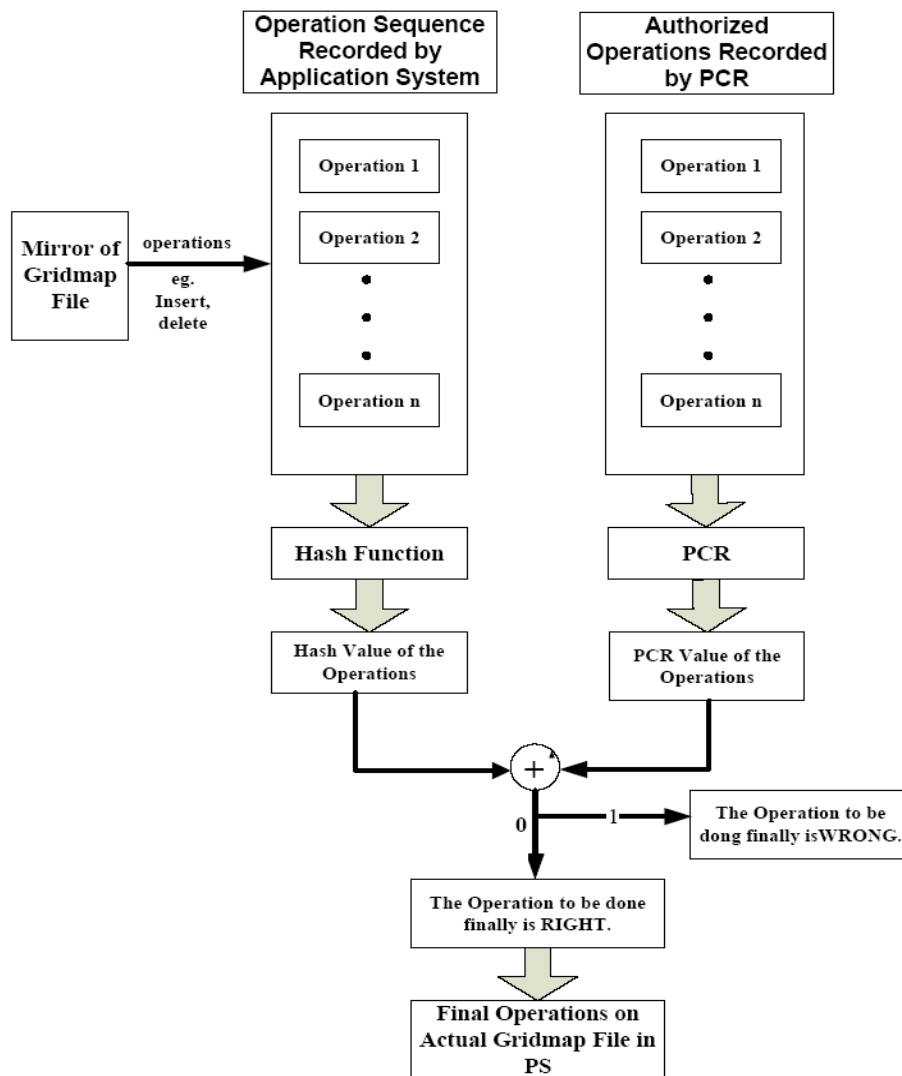 Operation Sequence
Recorded by
Application System
Authorized
Operations Recorded
by PCR
Operation 1
Operation 2
Operation n
Operation 1
Operation 2
Operation n
Mirror of
Gridmap
File
operations
eg.
Insert,
delete
Hash Function
PCR
Hash Value of the
Operations
PCR Value of the
Operations
+
0
1
The Operation to be
dong finally isWRONG.
The Operation to be done
finally is RIGHT.
Final Operations on
Actual Gridmap File in
PS